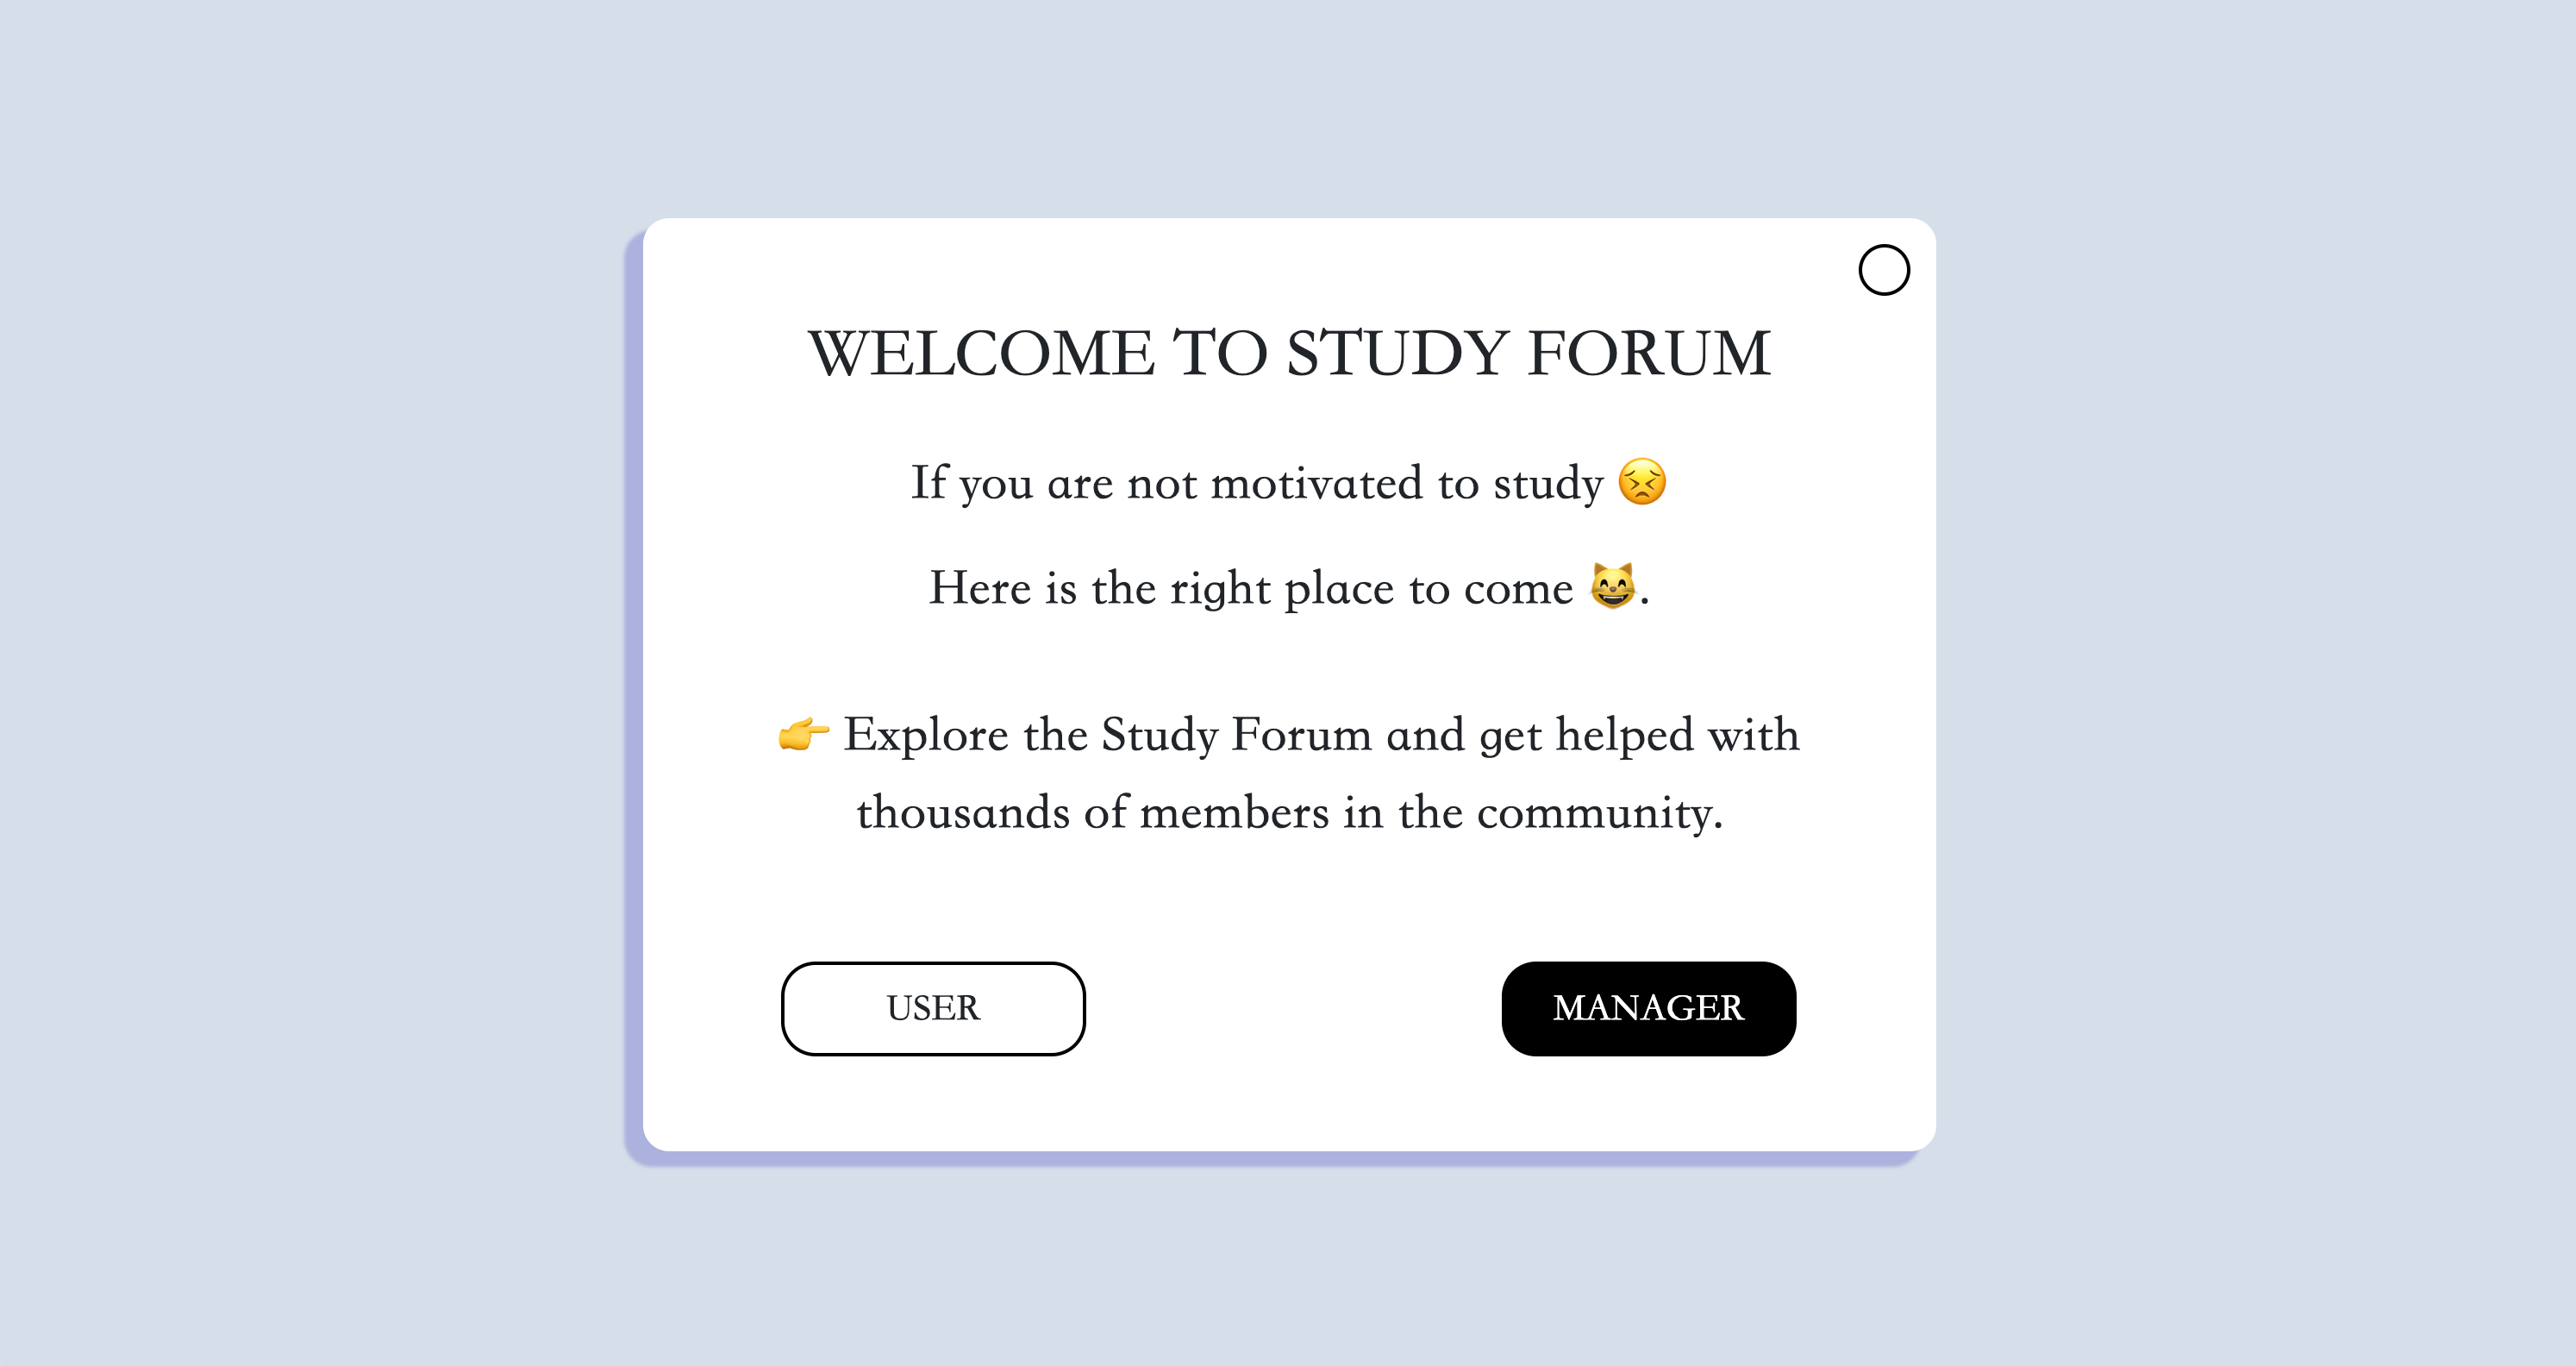 WELCOME TO STUDY FORUM
If you are not motivated to study 😣
Here is the right place to come 😸.
👉 Explore the Study Forum and get helped with
thousands of members in the community.
USER
MANAGER